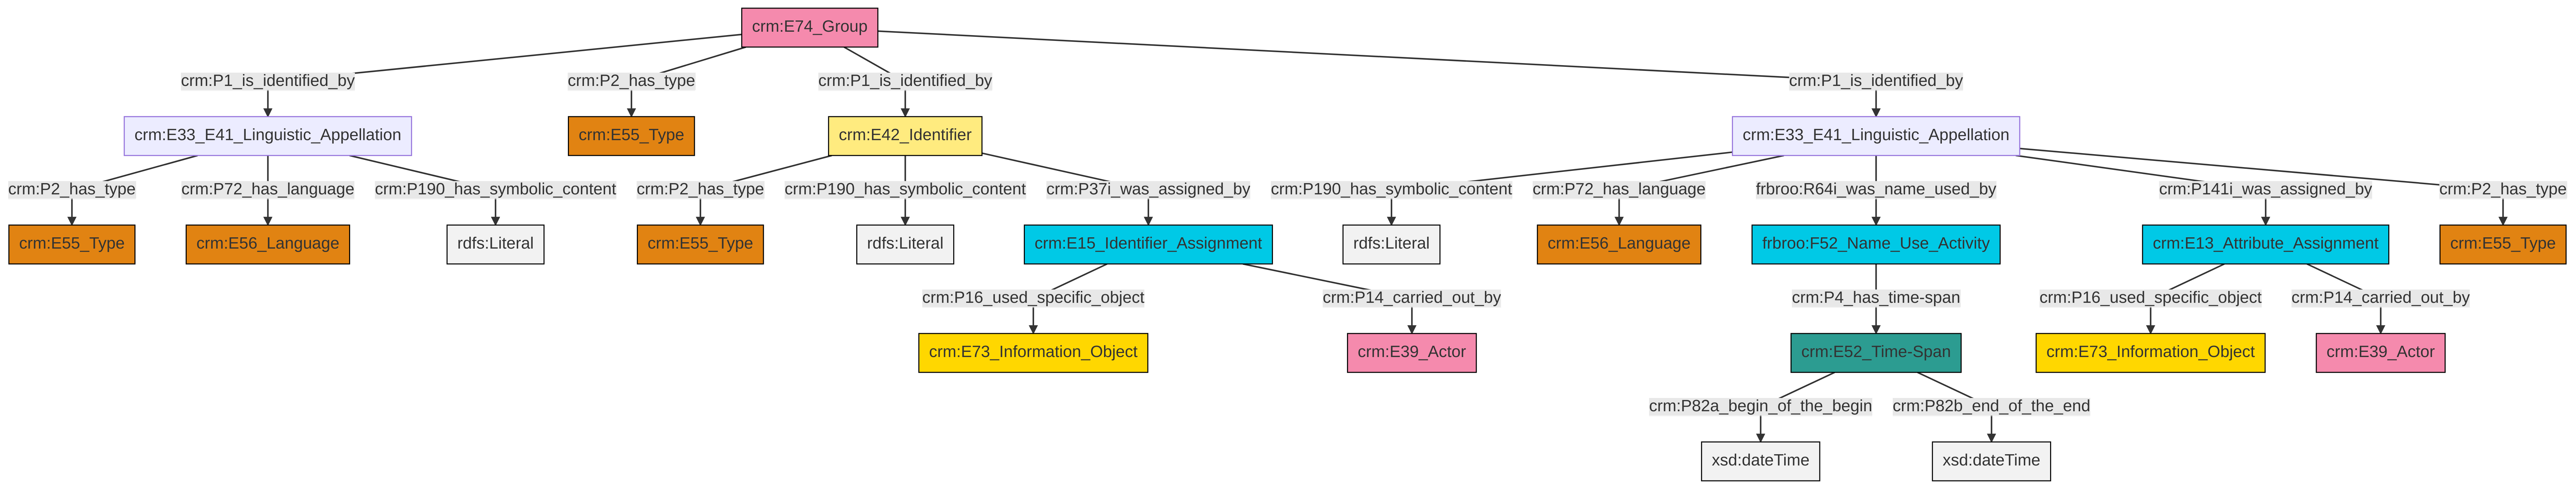 crm:E74_Group
crm:P1_is_identified_by
crm:P2_has_type
crm:P1_is_identified_by
crm:P1_is_identified_by
crm:E33_E41_Linguistic_Appellation
crm:E55_Type
crm:E42_Identifier
crm:E33_E41_Linguistic_Appellation
crm:P2_has_type
crm:P72_has_language
crm:P190_has_symbolic_content
crm:P2_has_type
crm:P190_has_symbolic_content
crm:P37i_was_assigned_by
crm:P190_has_symbolic_content
crm:P72_has_language
frbroo:R64i_was_name_used_by
crm:P141i_was_assigned_by
crm:P2_has_type
crm:E55_Type
crm:E56_Language
rdfs:Literal
crm:E55_Type
rdfs:Literal
crm:E15_Identifier_Assignment
rdfs:Literal
crm:E56_Language
frbroo:F52_Name_Use_Activity
crm:E13_Attribute_Assignment
crm:E55_Type
crm:P16_used_specific_object
crm:P14_carried_out_by
crm:P4_has_time-span
crm:P16_used_specific_object
crm:P14_carried_out_by
crm:E73_Information_Object
crm:E39_Actor
crm:E52_Time-Span
crm:E73_Information_Object
crm:E39_Actor
crm:P82a_begin_of_the_begin
crm:P82b_end_of_the_end
xsd:dateTime
xsd:dateTime